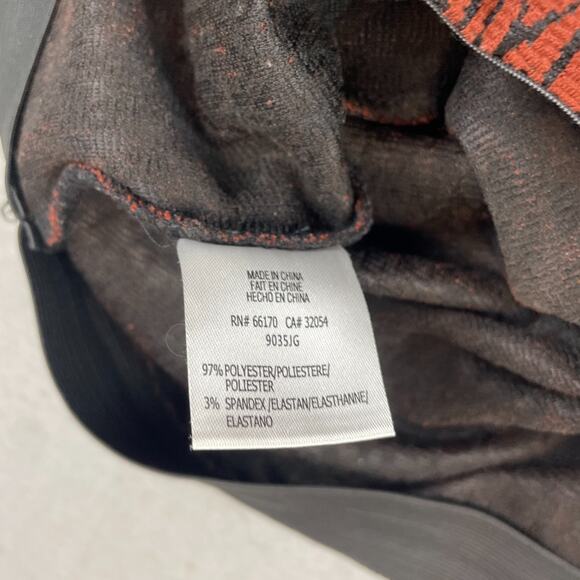 MADE IN CHINA
FAIT EN CHINE
HECHO EN CHINA
RN# 66170 CA# 32054
9035JG
97% POLYESTER/POLIESTERE/
POLIESTER
3% SPANDEX/ELASTAN/ELASTHANNE/
ELASTANO